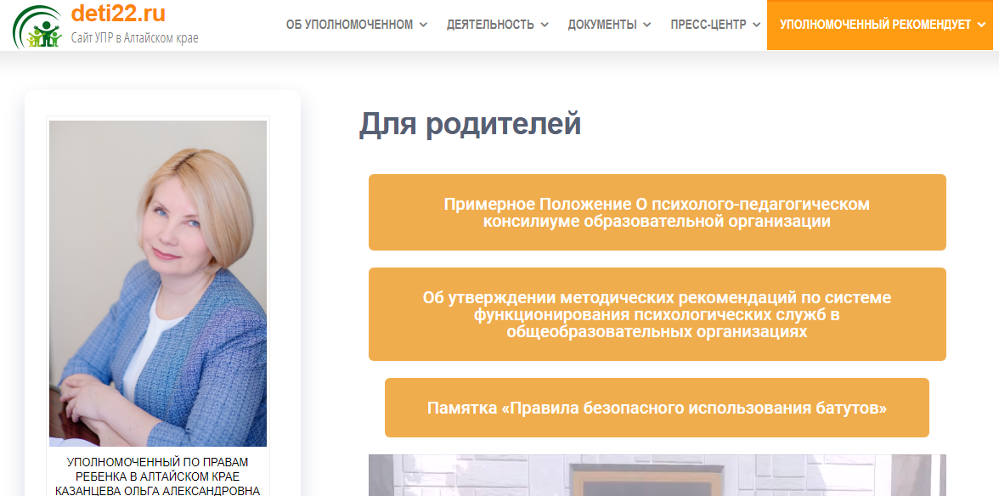 deti22.ru
Сайт УПР в Алтайском крае
ОБ УПОЛНОМОЧЕННОМ
ДЕЯТЕЛЬНОСТЬ
ДОКУМЕНТЫ
ПРЕСС-ЦЕНТР
УПОЛНОМОЧЕННЫЙ РЕКОМЕНДУЕТ
УПОЛНОМОЧЕННЫЙ ПО ПРАВАМ
РЕБЕНКА В АЛТАЙСКОМ КРАЕ
КАЗАНЦЕВА ОЛЬГА АЛЕКСАНДРОВНА
Для родителей
Примерное Положение О психолого-педагогическом
консилиуме образовательной организации
Об утверждении методических рекомендаций по системе
функционирования психологических служб в
общеобразовательных организациях
Памятка «Правила безопасного использования батутов»